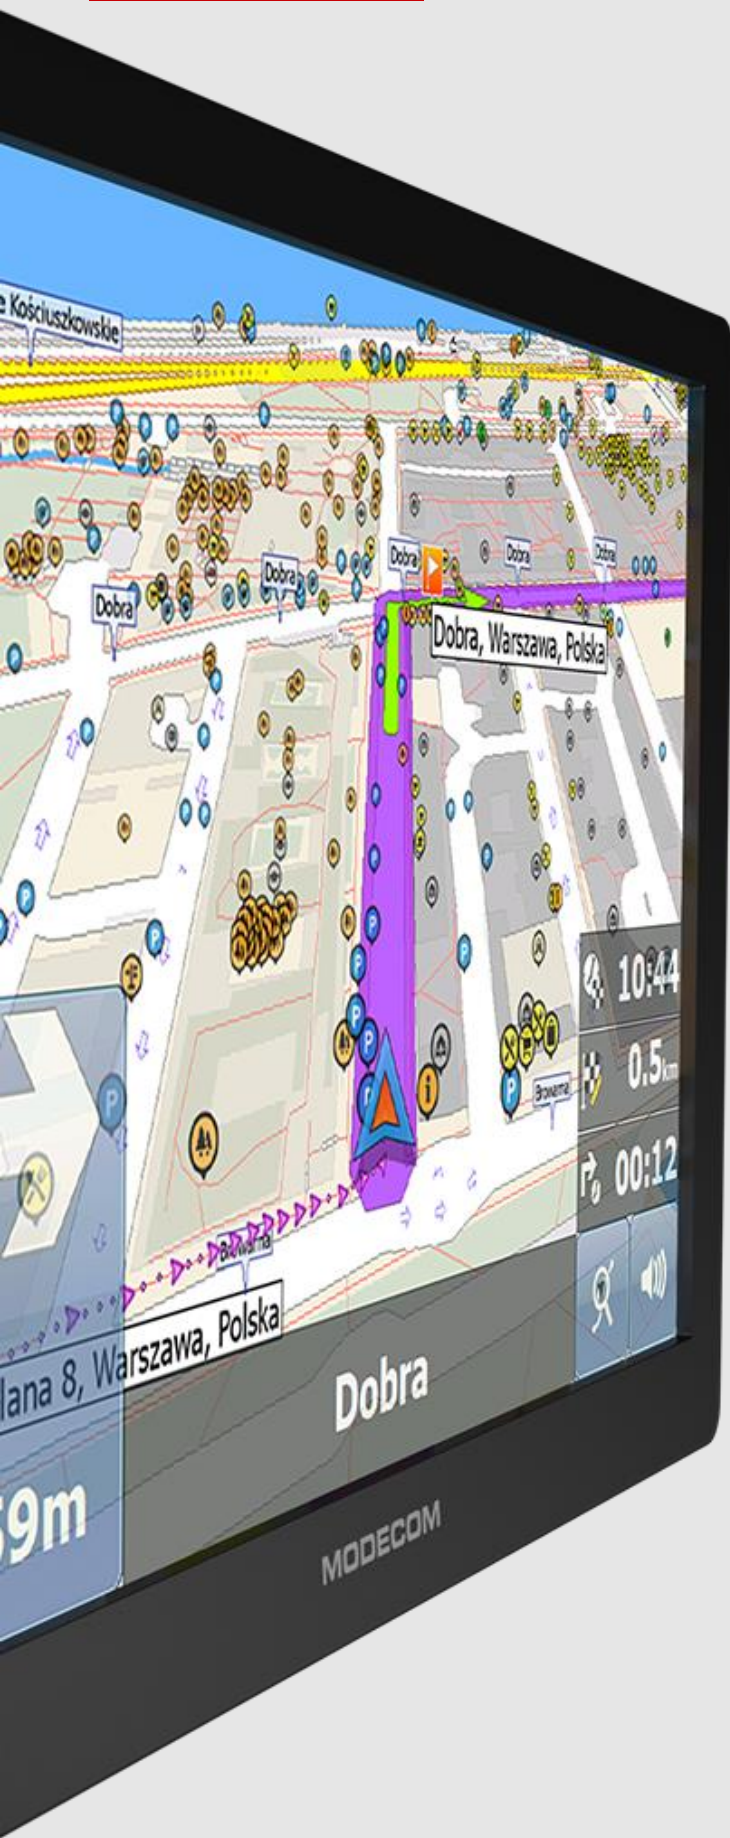 e Kościuszkowskie
Dobra
Dobra
Dobra
Dobra
Dobra
Dobra, Warszawa, Polska
10:44
0.5km
Browarna
00:12
Browarna
lana 8, Warszawa, Polska
Dobra
59m
MODECOM